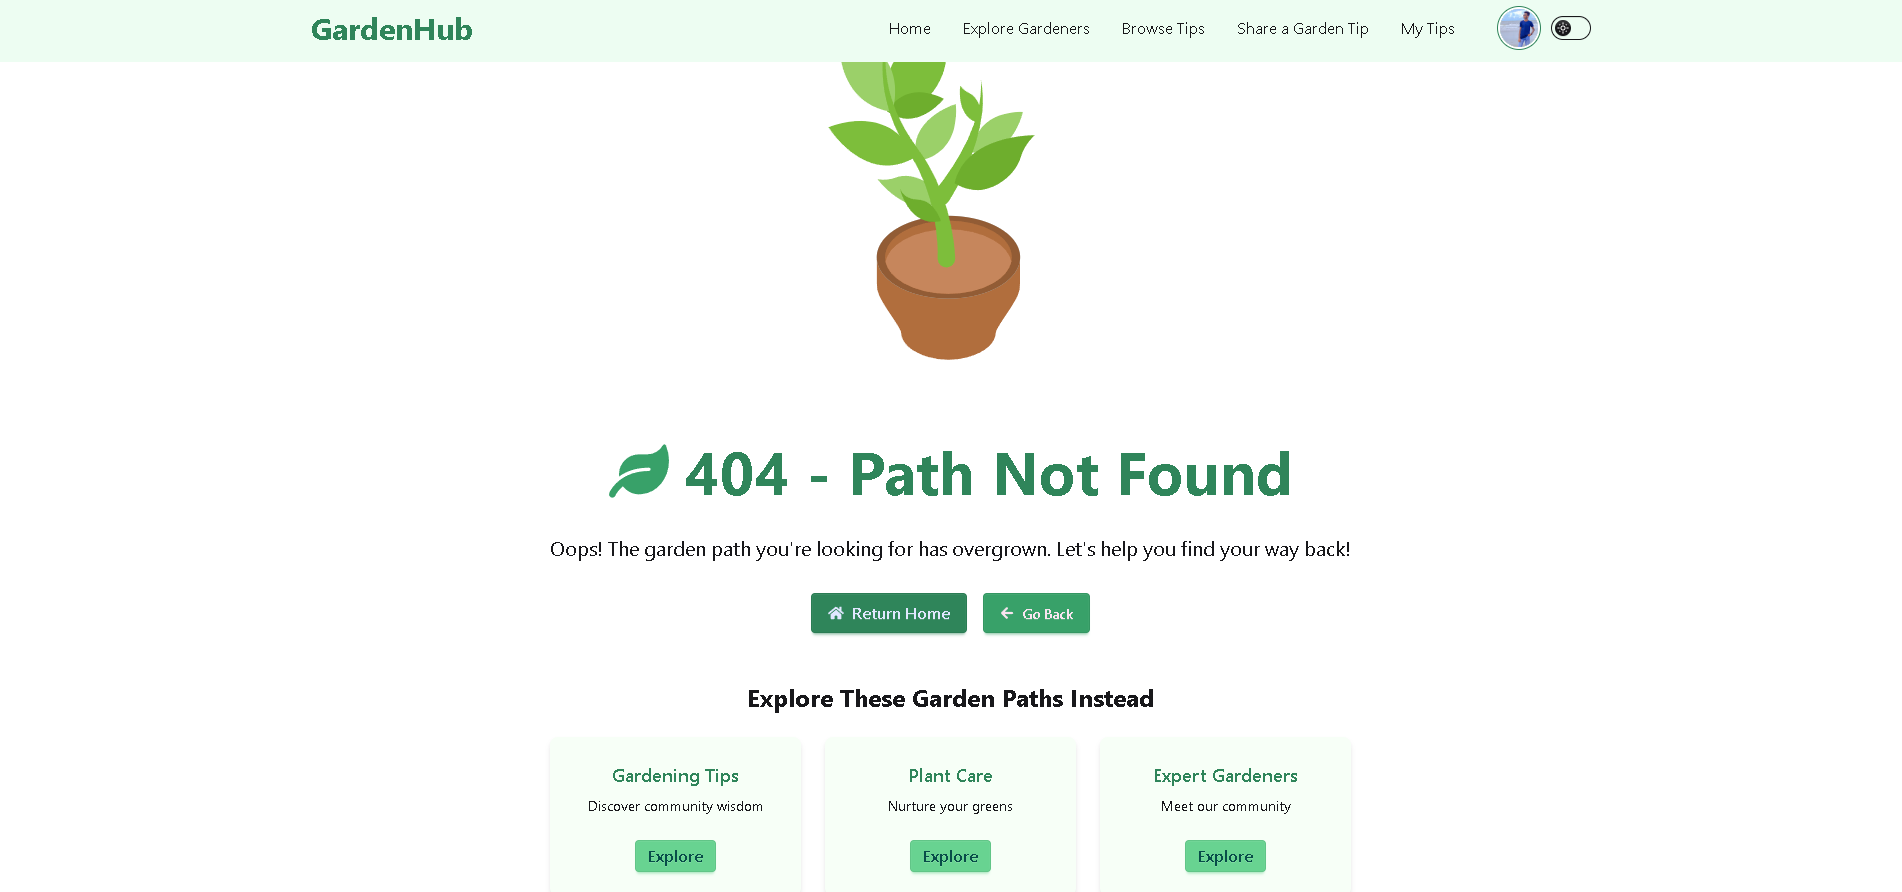 GardenHub
Home Explore Gardeners Browse Tips Share a Garden Tip My Tips
404 - Path Not Found
Oops! The garden path you're looking for has overgrown. Let's help you find your way back!
Return Home Go Back
Explore These Garden Paths Instead
Gardening Tips Plant Care Expert Gardeners
Discover community wisdom Nurture your greens Meet our community
Explore Explore Explore